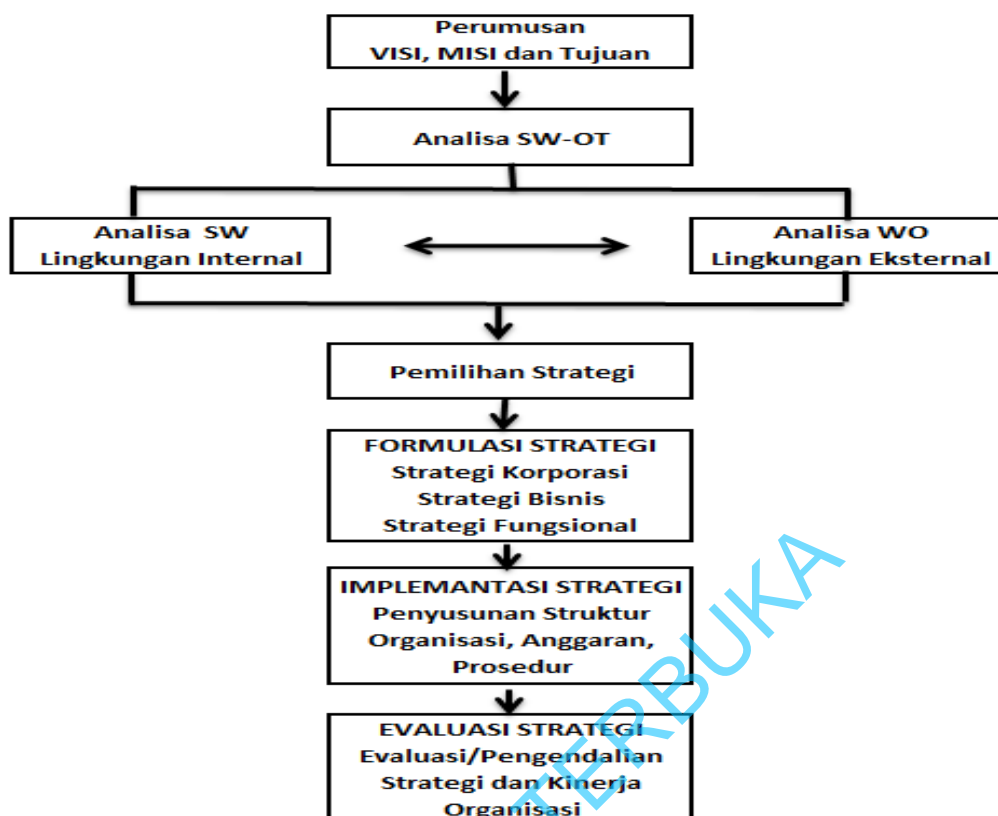 Perumusan
VISI, MISI dan Tujuan
Analisa SW-OT
Analisa SW
Lingkungan Internal
Analisa WO
Lingkungan Eksternal
Pemilihan Strategi
FORMULASI STRATEGI
Strategi Korporasi
Strategi Bisnis
Strategi Fungsional
IMPLEMANTASI STRATEGI
Penyusunan Struktur
Organisasi, Anggaran,
Prosedur
EVALUASI STRATEGI
Evaluasi/Pengendalian
Strategi dan Kinerja
Organisasi
TERBUKA